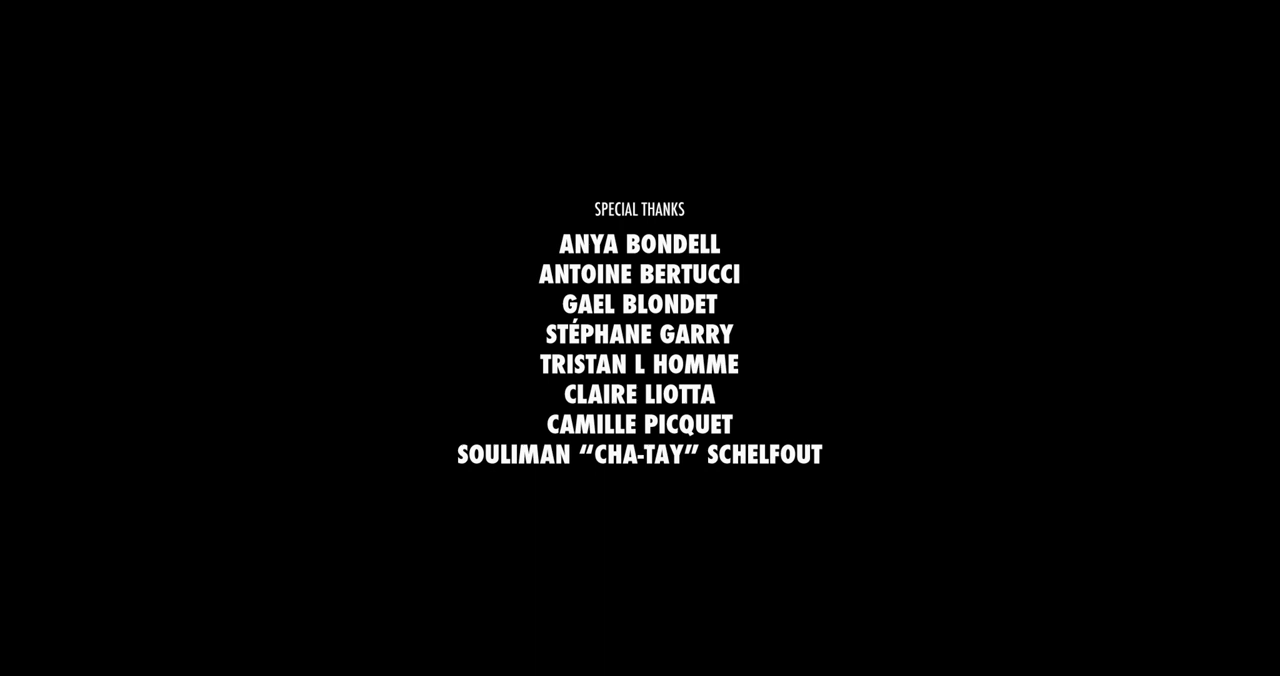 SPECIAL THANKS
ANYA BONDELL
ANTOINE BERTUCCI
GAEL BLONDET
STÉPHANE GARRY
TRISTAN L HOMME
CLAIRE LIOTTA
CAMILLE PICQUET
SOULIMAN “CHA-TAY” SCHELFOUT